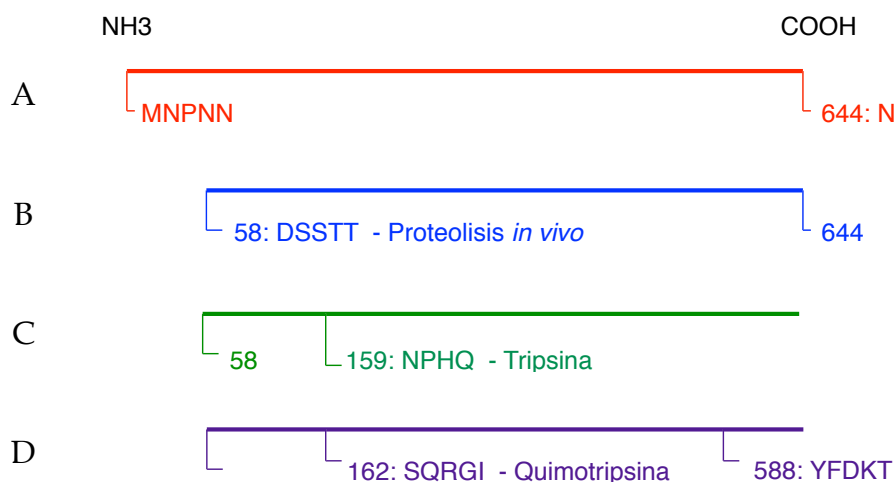 NH3 COOH
A
MNPNN 644: N
B
58: DSSTT - Proteolisis in vivo 644
C
58 159: NPHQ - Tripsina
D
162: SQRGI - Quimotripsina 588: YFDKT